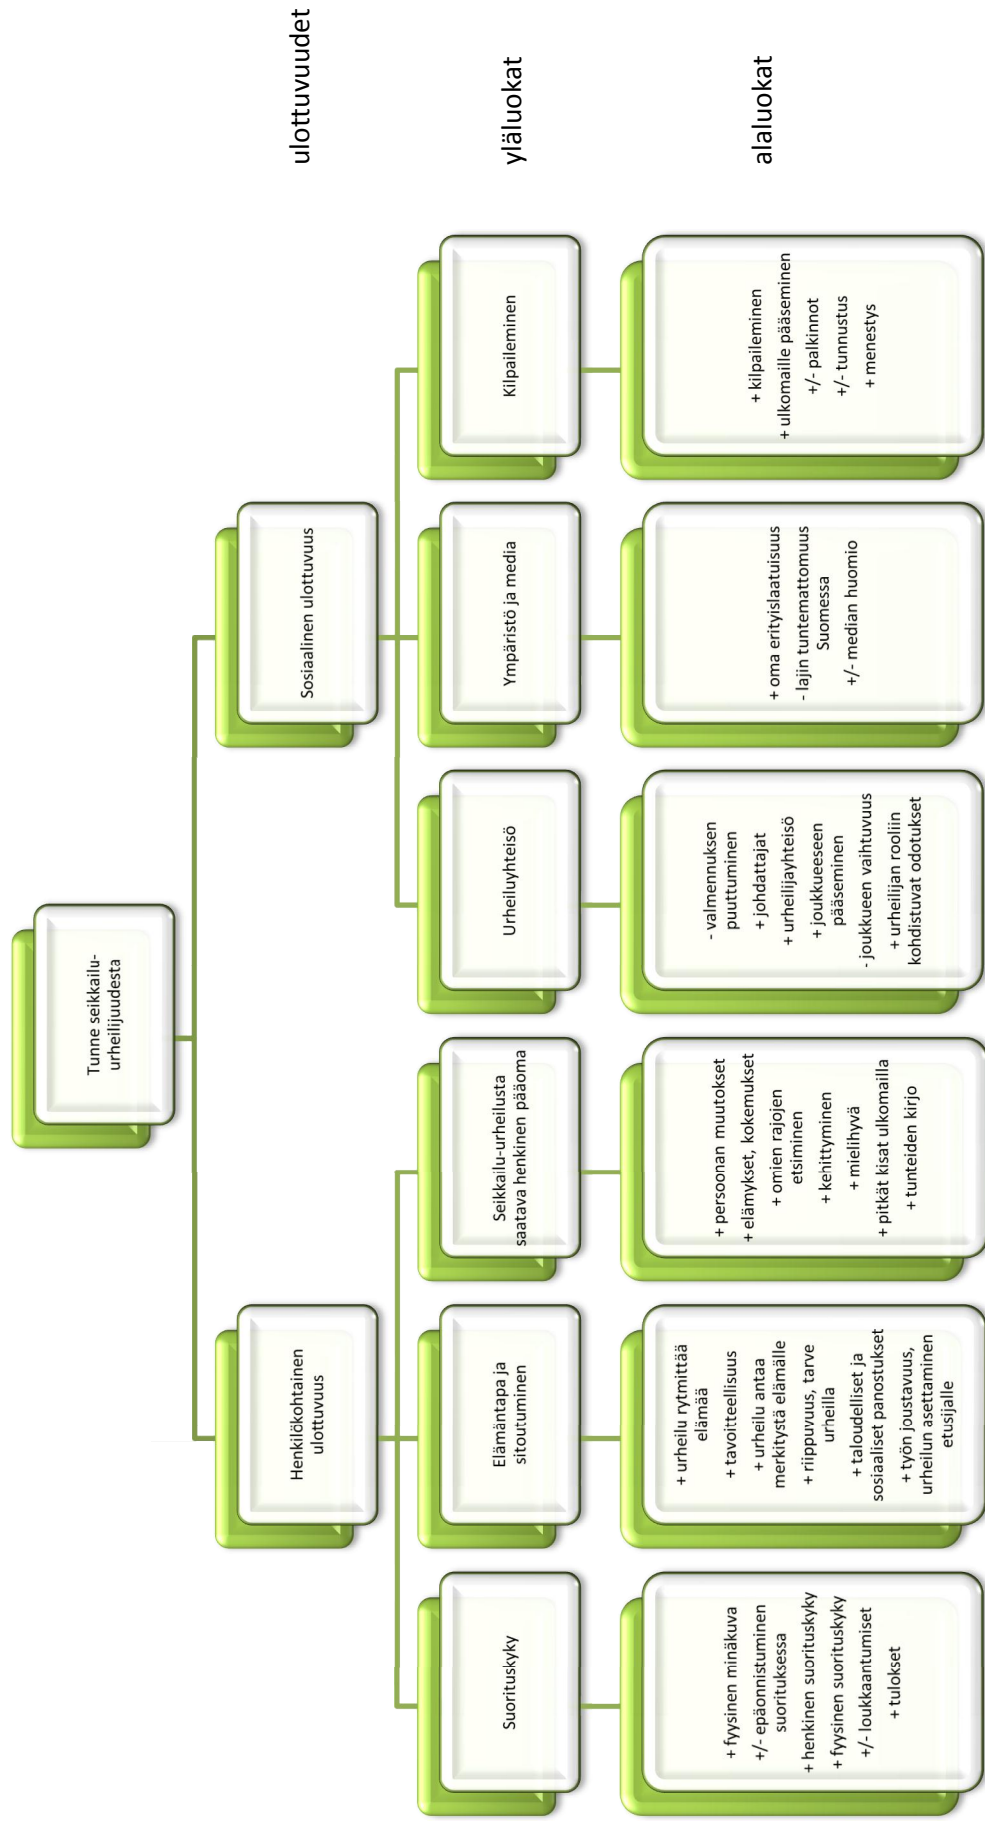 Tunne seikkailu-
urheilijuudesta
ulottuvuudet
Henkilökohtainen
ulottuvuus
Sosiaalinen ulottuvuus
yläluokat
Suorituskyky
Elämäntapa ja
sitoutuminen
Seikkailu-urheilusta
saatava henkinen pääoma
Urheiluyhteisö
Ympäristö ja media
Kilpaileminen
alaluokat
+ fyysinen minäkuva
+/- epäonnistuminen
suorituksessa
+ henkinen suorituskyky
+ fyysinen suorituskyky
+/- loukkaantumiset
+ tulokset
+ urheilu rytmittää
elämää
+ tavoitteellisuus
+ urheilu antaa
merkitystä elämälle
+ riippuvuus, tarve
urheilla
+ taloudelliset ja
sosiaaliset panostukset
+ työn joustavuus,
urheilun asettaminen
etusijalle
+ persoonan muutokset
+ elämykset, kokemukset
+ omien rajojen
etsiminen
+ kehittyminen
+ mielihyvä
+ pitkät kisat ulkomailla
+ tunteiden kirjo
- valmennuksen
puuttuminen
+ johdattajat
+ urheilijayhteisö
+ joukkueeseen
pääseminen
- joukkueen vaihtuvuus
+ urheilijan rooliin
kohdistuvat odotukset
+ oma erityislaatuisuus
- lajin tuntemattomuus
Suomessa
+/- median huomio
+ kilpaileminen
+ ulkomaille pääseminen
+/- palkinnot
+/- tunnustus
+ menestys